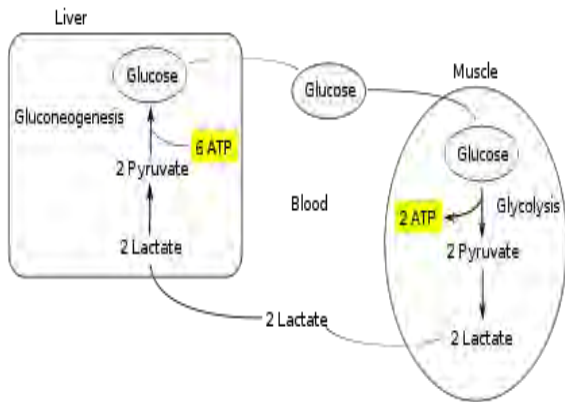 Liver
Glucose
Gluconeogenesis
6 ATP
2 Pyruvate
2 Lactate
Glucose
Blood
2 Lactate
Muscle
Glucose
2 ATP
Glycolysis
2 Pyruvate
2 Lactate